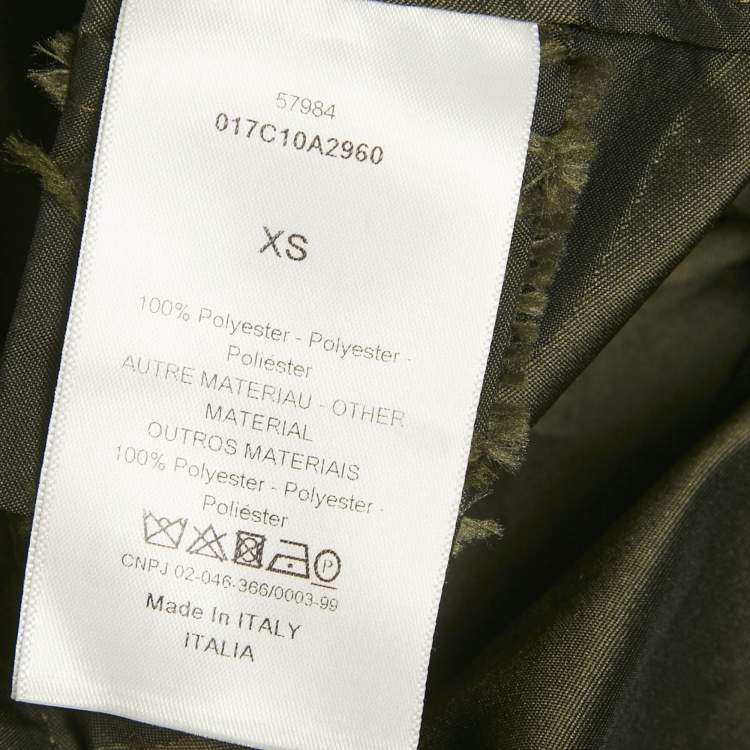 57984
017C10A2960
XS
100% Polyester - Polyester -
Poliéster
AUTRE MATERIAU - OTHER
MATERIAL
OUTROS MATERIAIS
100% Polyester - Polyester -
Poliéster
P
CNPJ 02-046-366/0003-99
Made In ITALY
ITALIA